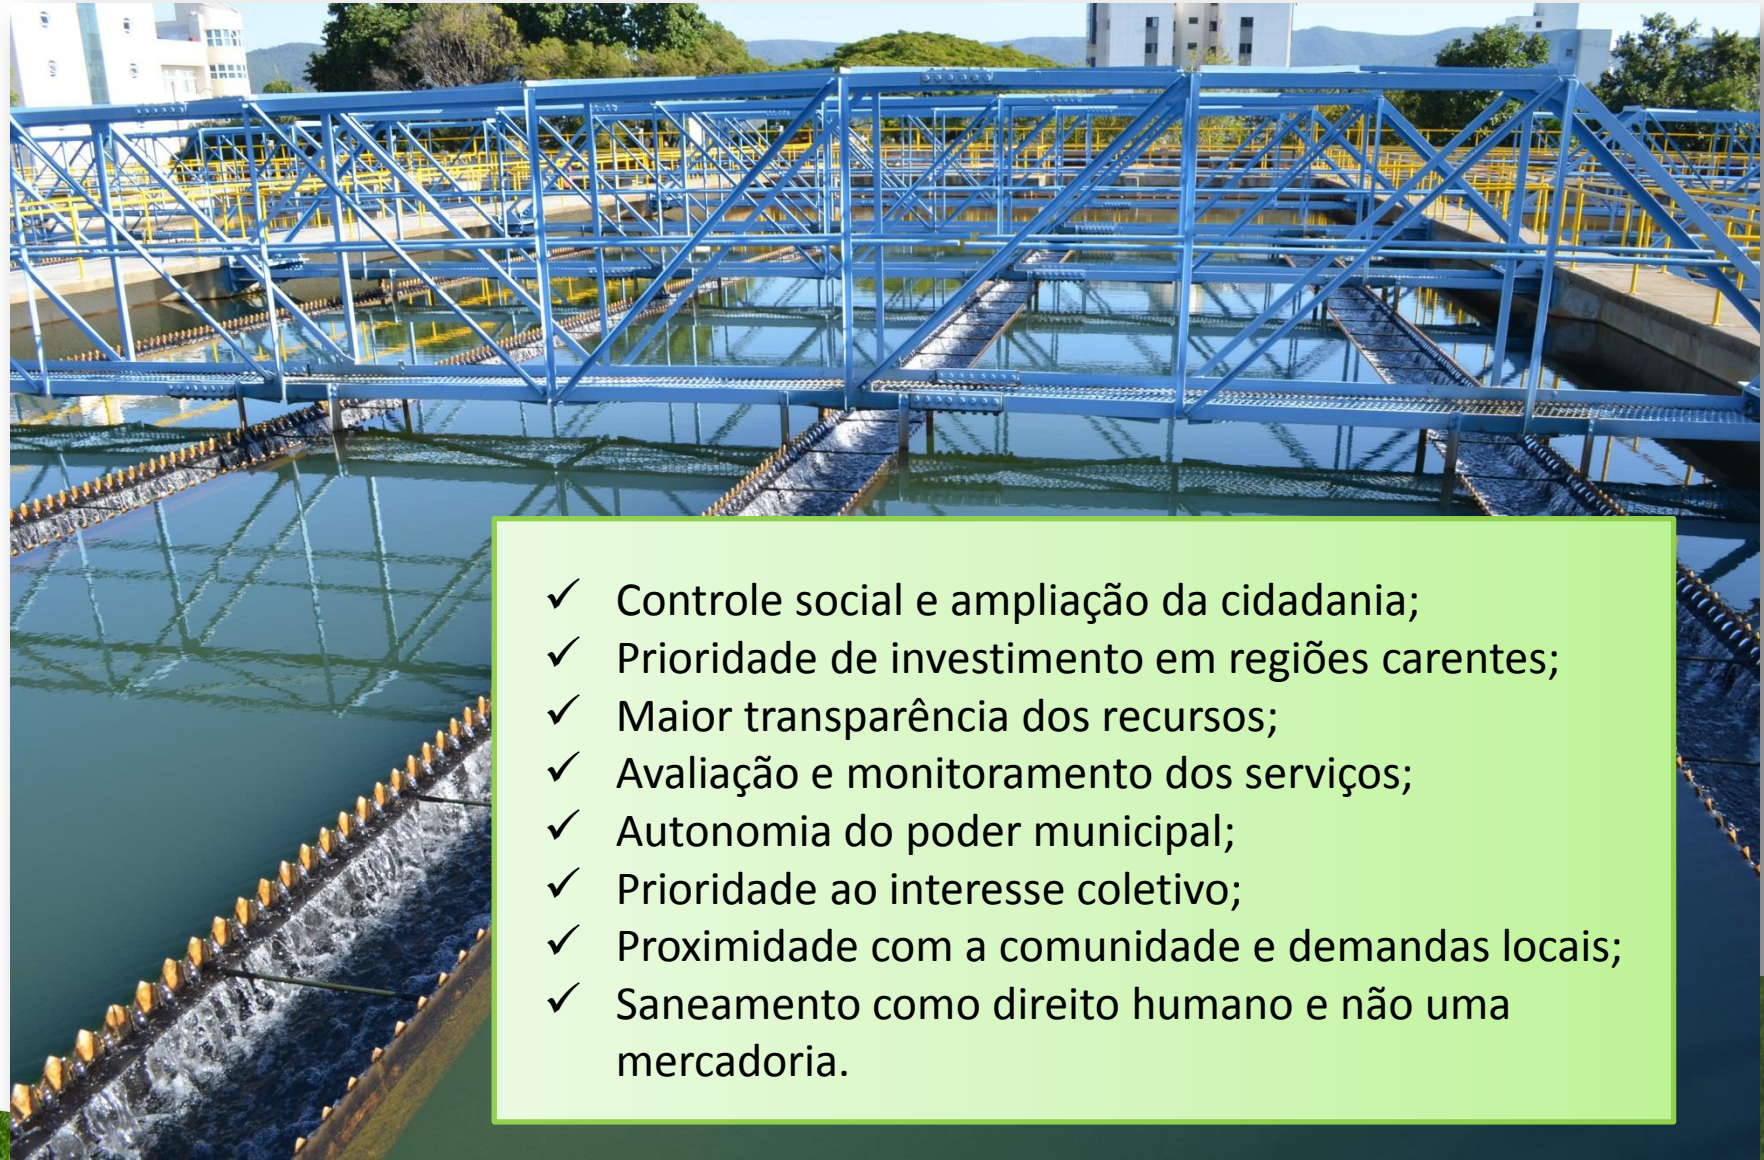 ✓ Controle social e ampliação da cidadania;
✓ Prioridade de investimento em regiões carentes;
✓ Maior transparência dos recursos;
✓ Avaliação e monitoramento dos serviços;
✓ Autonomia do poder municipal;
✓ Prioridade ao interesse coletivo;
✓ Proximidade com a comunidade e demandas locais;
✓ Saneamento como direito humano e não uma
mercadoria.